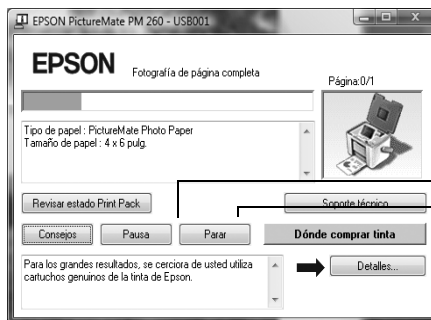 EPSON PictureMate PM 260 - USB001
EPSON
Fotografía de página completa
Página:0/1
Tipo de papel : PictureMate Photo Paper
Tamaño de papel : 4 x 6 pulg.
Revisar estado Print Pack
Soporte técnico
Consejos
Pausa
Parar
Dónde comprar tinta
Para los grandes resultados, se cerciora de usted utiliza
cartuchos genuinos de la tinta de Epson.
Detalles...